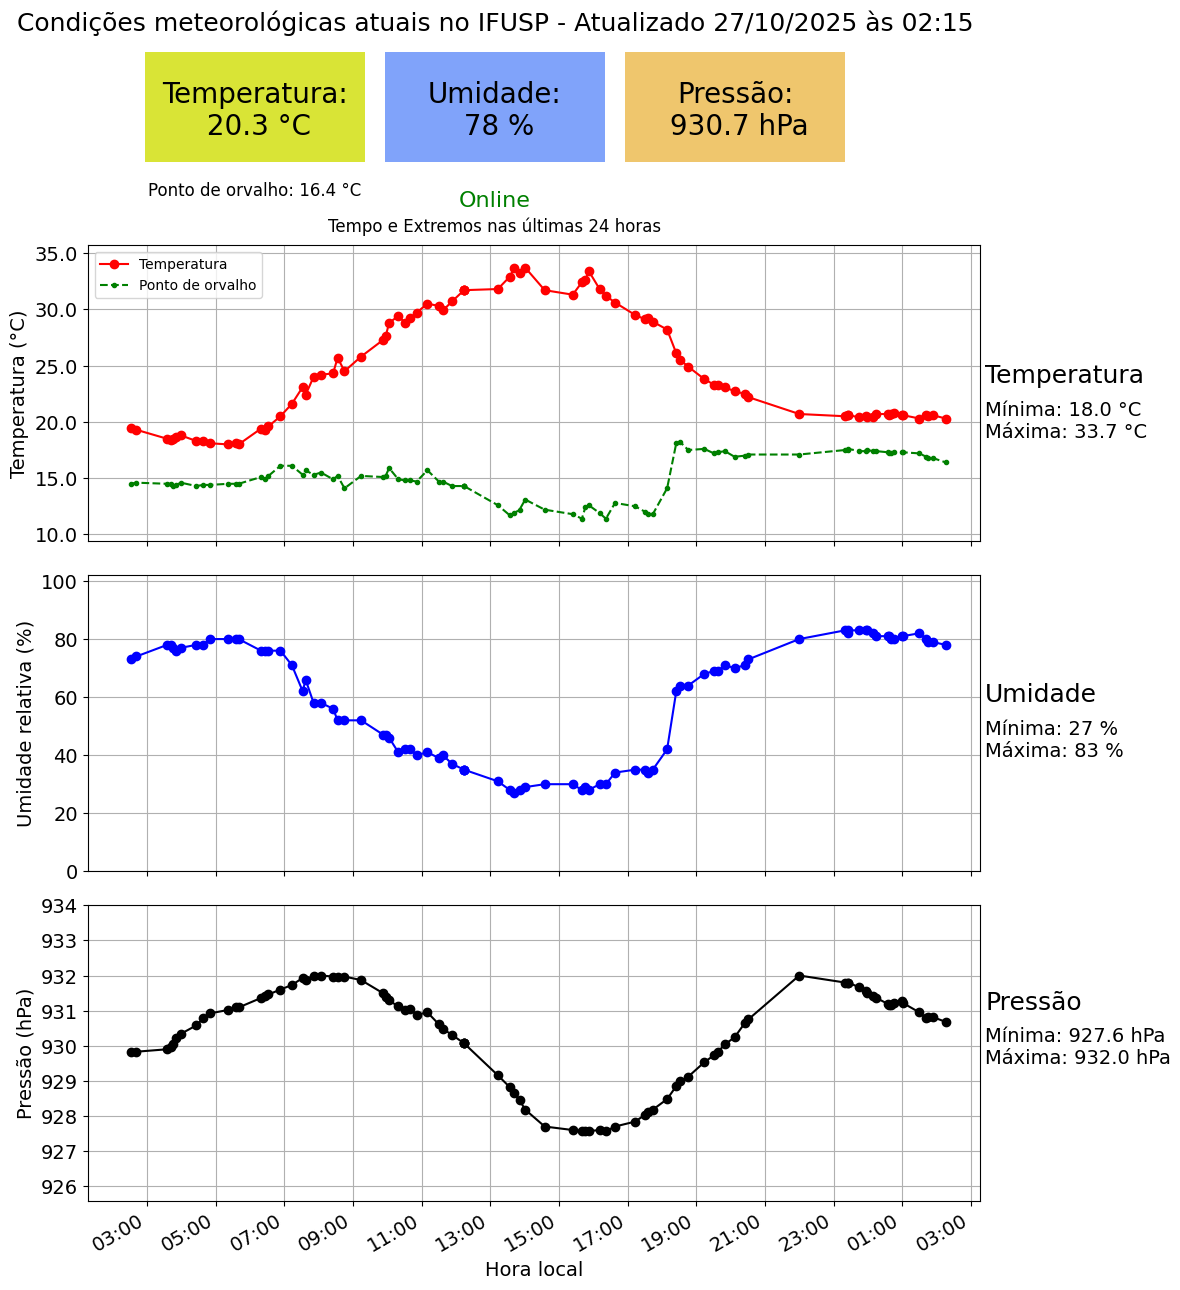 Condições meteorológicas atuais no IFUSP - Atualizado 27/10/2025 às 02:15
Temperatura:
20.3 °C
Umidade:
78 %
Pressão:
930.7 hPa
Ponto de orvalho: 16.4 °C
Online
Tempo e Extremos nas últimas 24 horas
Temperatura (°C)
35.0
30.0
25.0
20.0
15.0
10.0
Temperatura
Ponto de orvalho
Temperatura
Mínima: 18.0 °C
Máxima: 33.7 °C
Umidade relativa (%)
100
80
60
40
20
0
Umidade
Mínima: 27 %
Máxima: 83 %
Pressão (hPa)
934
933
932
931
930
929
928
927
926
Pressão
Mínima: 927.6 hPa
Máxima: 932.0 hPa
03:00 05:00 07:00 09:00 11:00 13:00 15:00 17:00 19:00 21:00 23:00 01:00 03:00
Hora local